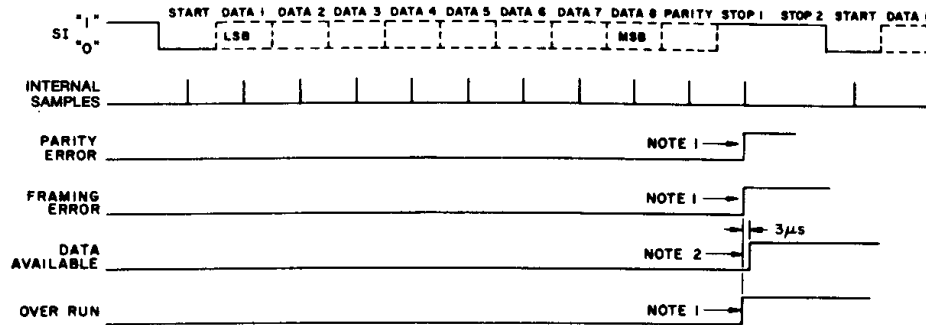 START DATA 1 DATA 2 DATA 3 DATA 4 DATA 5 DATA 6 DATA 7 DATA 8 PARITY STOP 1 STOP 2 START DATA
"1"
SI
"0"
LSB MSB
INTERNAL
SAMPLES
PARITY
ERROR
NOTE 1
FRAMING
ERROR
NOTE 1
3μs
DATA
AVAILABLE
NOTE 2
OVER RUN
NOTE 1